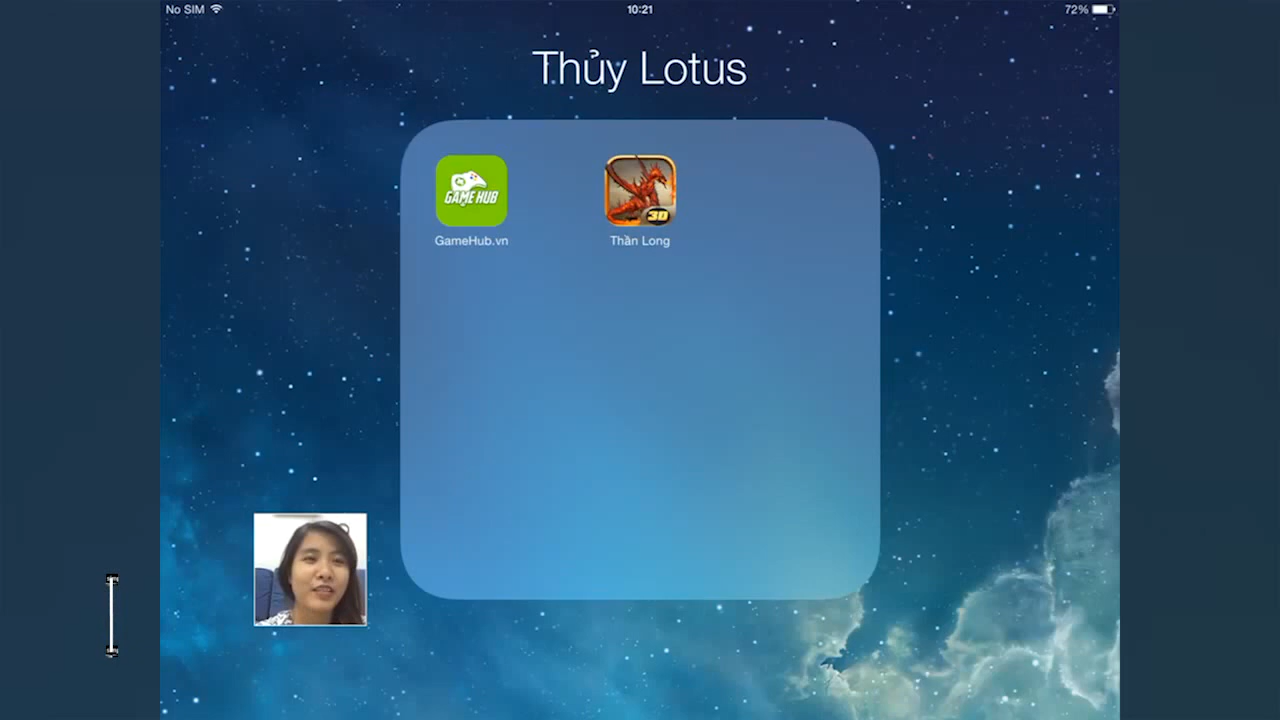 No SIM 10:21 72%
Thủy Lotus
GAME HUB
3D
GameHub.vn Thần Long